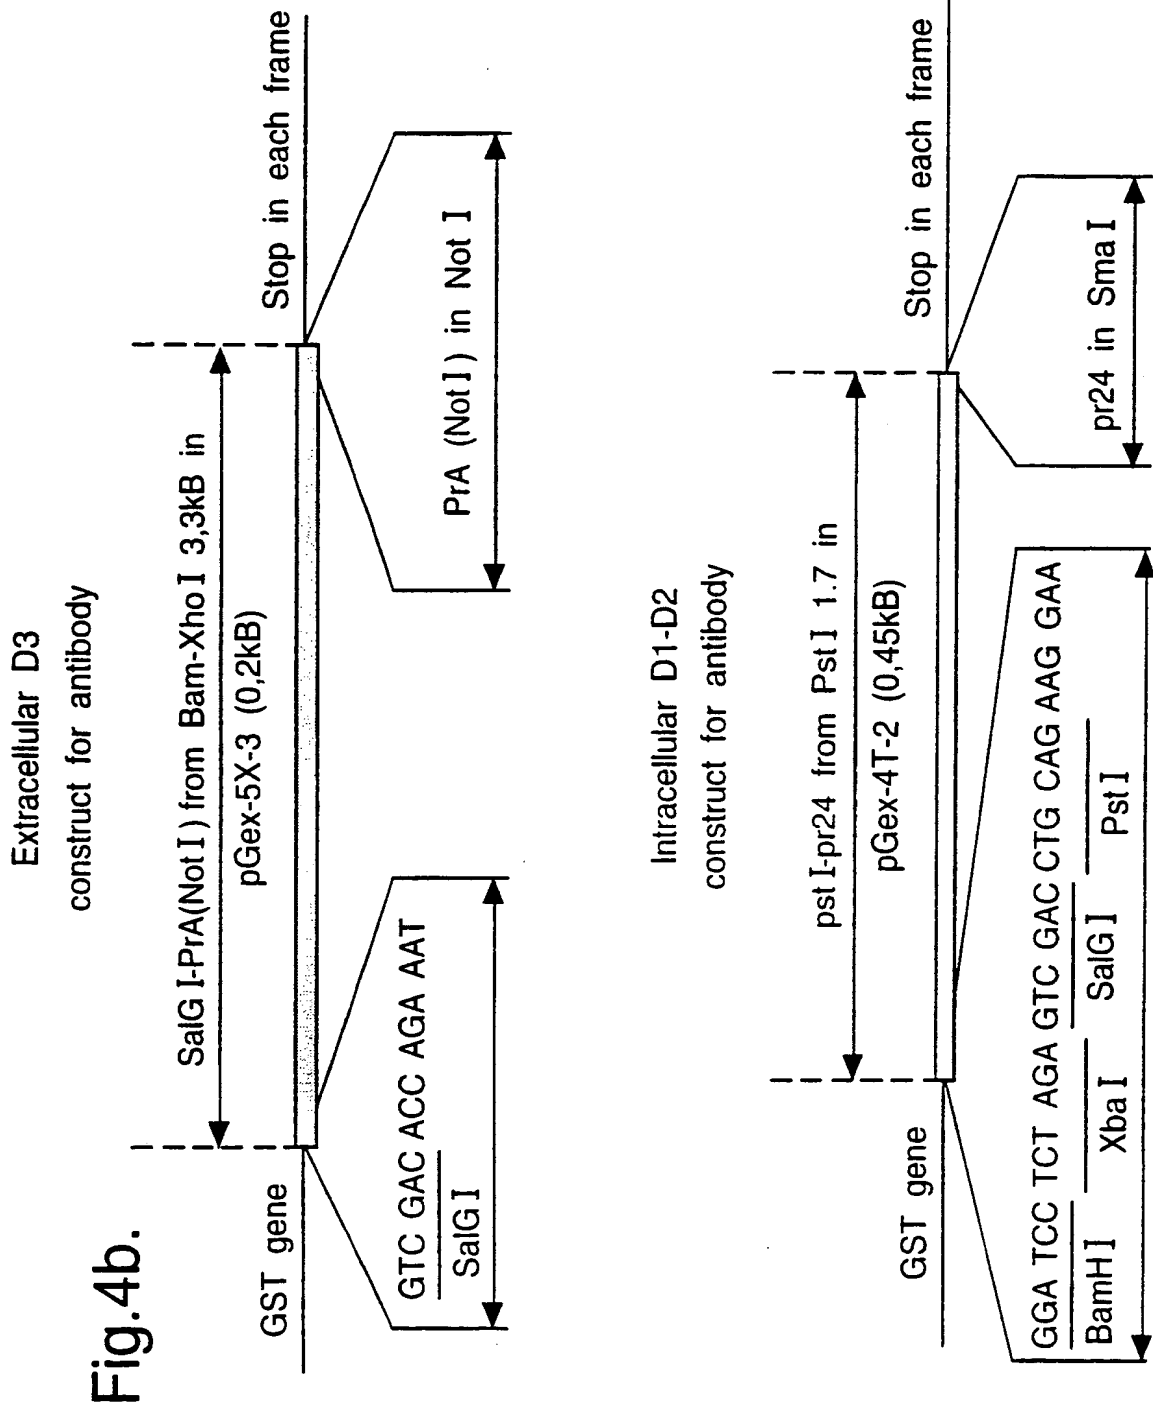 Fig.4b.
Extracellular D3
construct for antibody
SalG I-PrA(Not I) from Bam-Xho I 3,3kB in
pGex-5X-3 (0,2kB)
GST gene
Stop in each frame
GTC GAC ACC AGA AAT
SalG I
PrA (Not I) in Not I
Intracellular D1-D2
construct for antibody
pst I-pr24 from Pst I 1.7 in
pGex-4T-2 (0,45kB)
GST gene
Stop in each frame
GGA TCC TCT AGA GTC GAC CTG CAG AAG GAA
BamH I Xba I SalG I Pst I
pr24 in Sma I